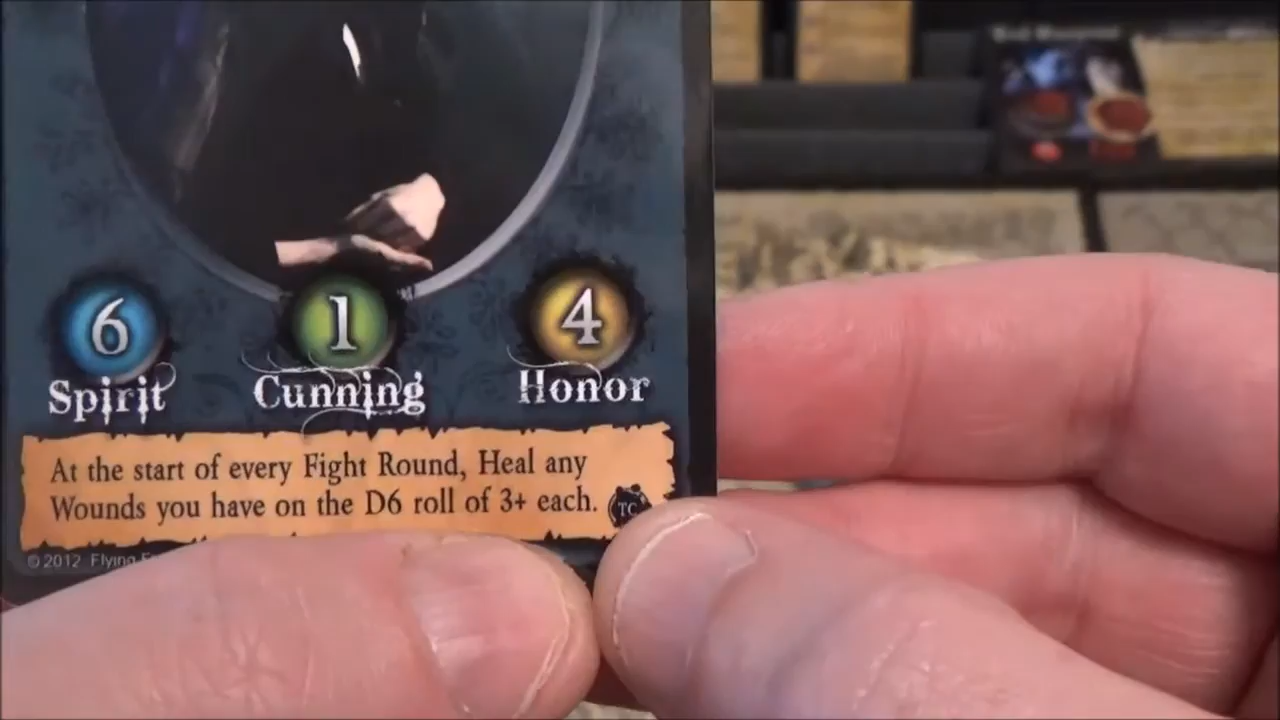 6 1 4
Spirit Cunning Honor
At the start of every Fight Round, Heal any
Wounds you have on the D6 roll of 3+ each.
TC
© 2012 Flying